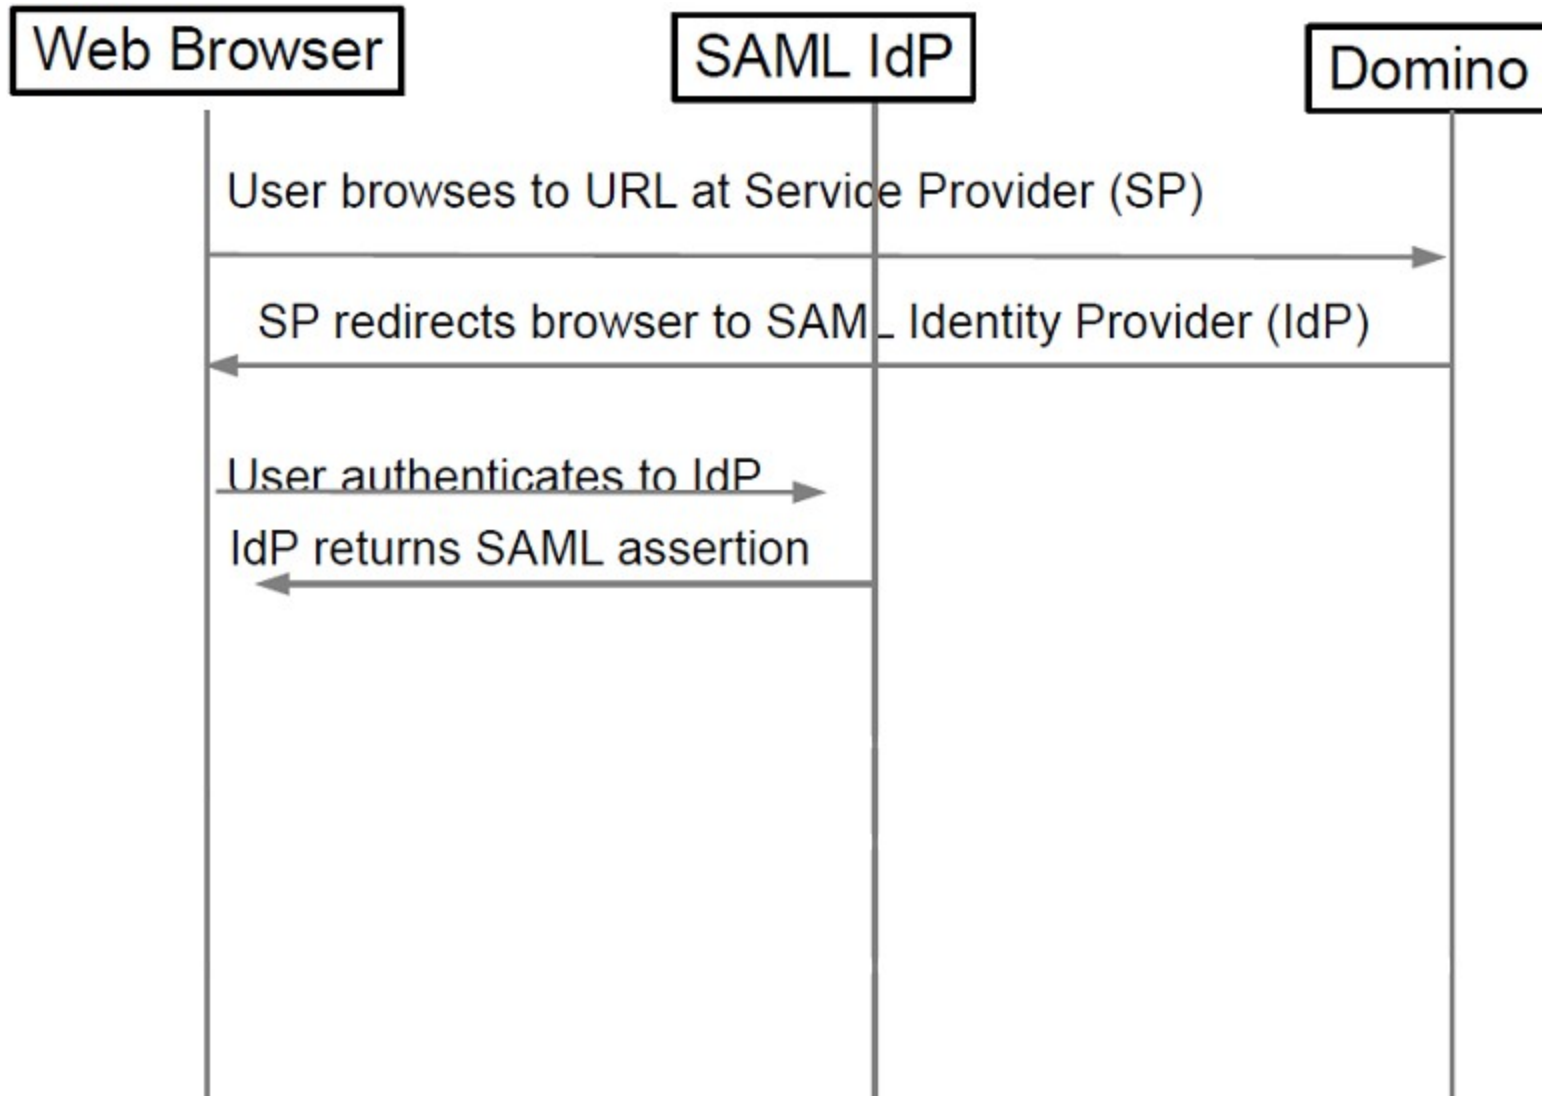 Web Browser
SAML IdP
Domino
User browses to URL at Service Provider (SP)
SP redirects browser to SAML Identity Provider (IdP)
User authenticates to IdP
IdP returns SAML assertion